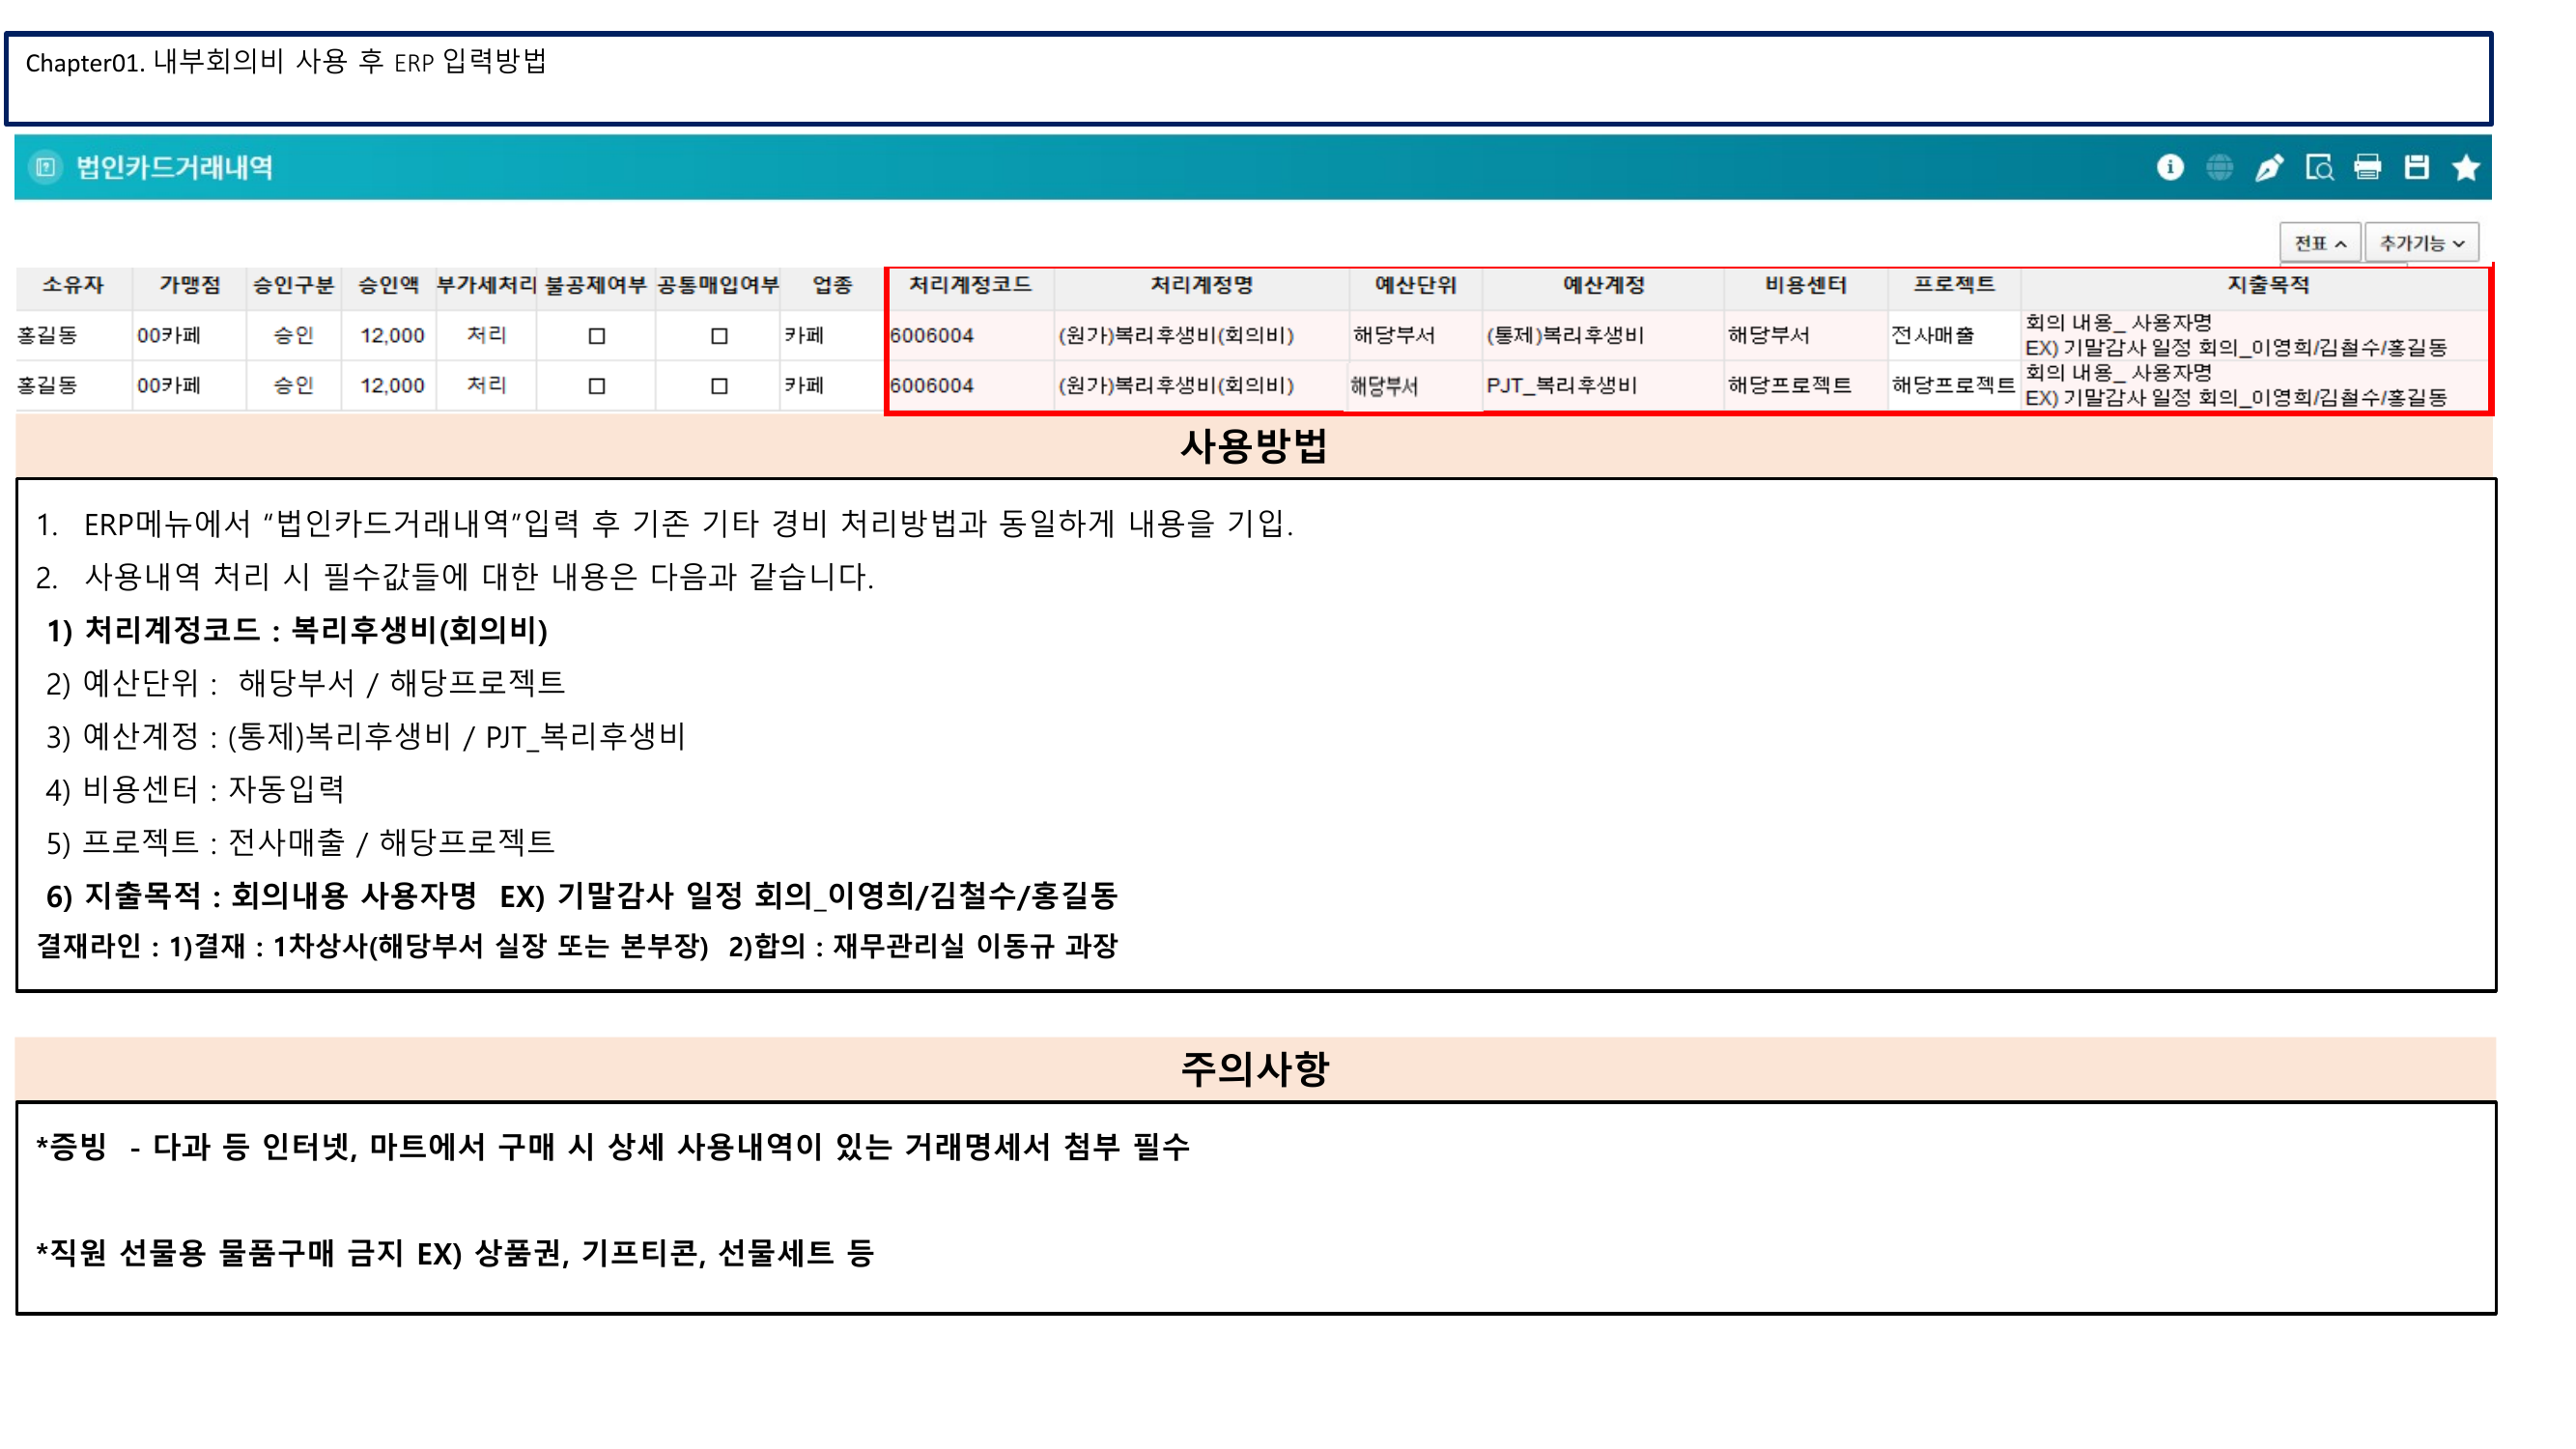 Chapter01. 내부회의비 사용 후 ERP 입력방법
법인카드거래내역
전표 추가기능
소유자 가맹점 승인구분 승인액 부가세처리 불공제여부 공통매입여부 업종 처리계정코드 처리계정명 예산단위 예산계정 비용센터 프로젝트 지출목적
홍길동 00카페 승인 12,000 처리 카페 6006004 (원가)복리후생비(회의비) 해당부서 (통제)복리후생비 해당부서 전사매출 회의 내용_ 사용자명
EX) 기말감사 일정 회의_이영희/김철수/홍길동
홍길동 00카페 승인 12,000 처리 카페 6006004 (원가)복리후생비(회의비) 해당부서 PJT_복리후생비 해당프로젝트 해당프로젝트 회의 내용_ 사용자명
EX) 기말감사 일정 회의_이영희/김철수/홍길동
사용방법
1. ERP메뉴에서 “법인카드거래내역”입력 후 기존 기타 경비 처리방법과 동일하게 내용을 기입.
2. 사용내역 처리 시 필수값들에 대한 내용은 다음과 같습니다.
1) 처리계정코드 : 복리후생비(회의비)
2) 예산단위 : 해당부서 / 해당프로젝트
3) 예산계정 : (통제)복리후생비 / PJT_복리후생비
4) 비용센터 : 자동입력
5) 프로젝트 : 전사매출 / 해당프로젝트
6) 지출목적 : 회의내용 사용자명 EX) 기말감사 일정 회의_이영희/김철수/홍길동
결재라인 : 1)결재 : 1차상사(해당부서 실장 또는 본부장) 2)합의 : 재무관리실 이동규 과장
주의사항
*증빙 - 다과 등 인터넷, 마트에서 구매 시 상세 사용내역이 있는 거래명세서 첨부 필수
*직원 선물용 물품구매 금지 EX) 상품권, 기프티콘, 선물세트 등